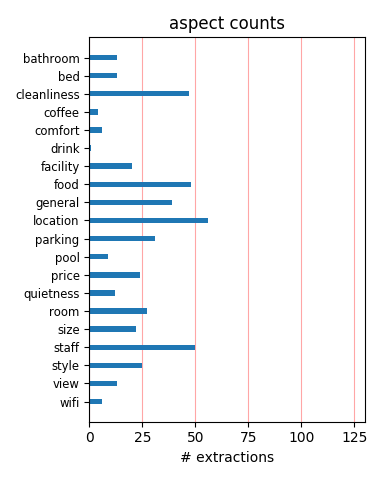 aspect counts
bathroom
bed
cleanliness
coffee
comfort
drink
facility
food
general
location
parking
pool
price
quietness
room
size
staff
style
view
wifi
0 25 50 75 100 125
# extractions